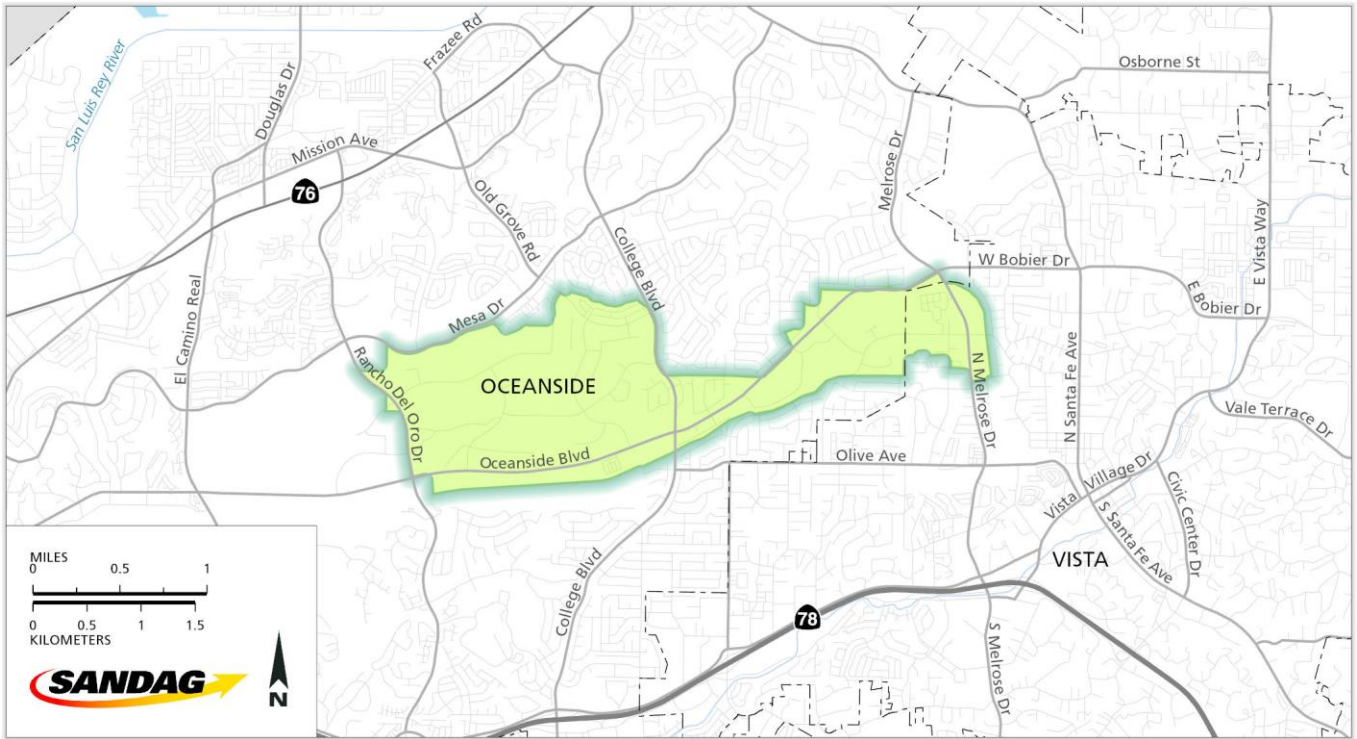 San Luis Rey River
Douglas Dr
Frazee Rd
Osborne St
Mission Ave
76
Melrose Dr
Old Grove Rd
College Blvd
E Vista Way
W Bobier Dr
El Camino Real
E Bobier Dr
Mesa Dr
Rancho Del Oro Dr
OCEANSIDE
N Melrose Dr
N Santa Fe Ave
Vale Terrace Dr
Oceanside Blvd
Olive Ave
Vista Village Dr
Civic Center Dr
S Santa Fe Ave
VISTA
College Blvd
78
S Melrose Dr
MILES
0 0.5 1
0 0.5 1 1.5
KILOMETERS
SANDAG
N